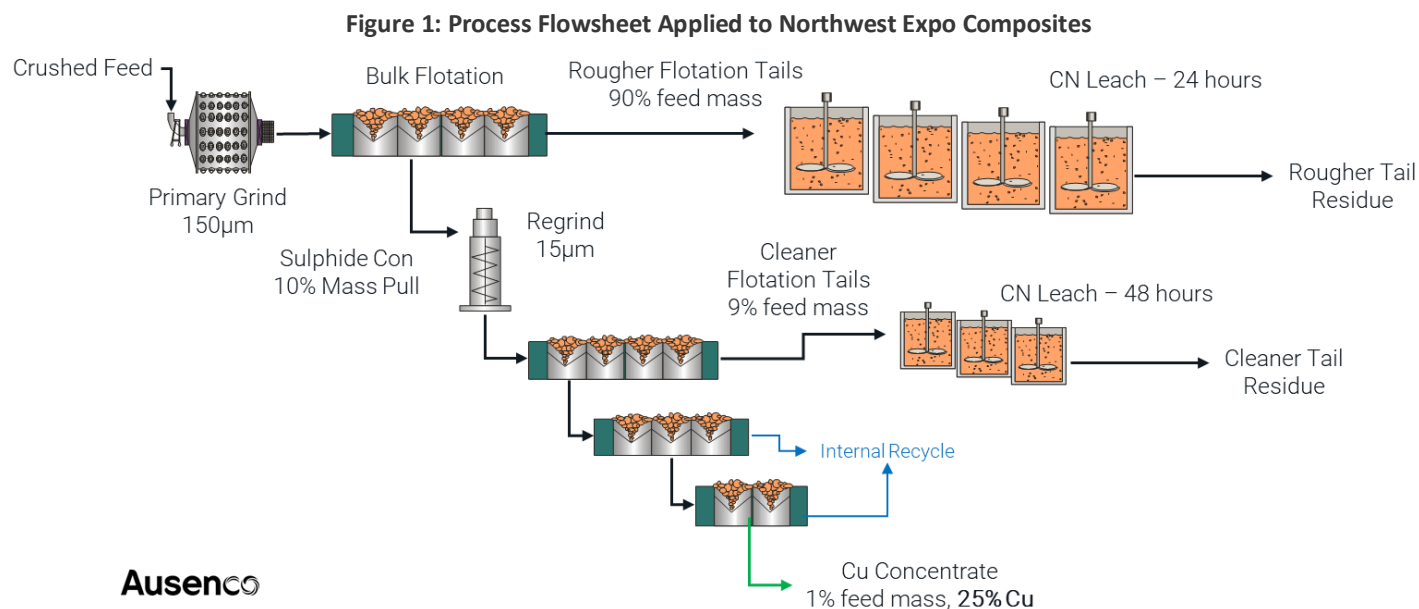 Figure 1: Process Flowsheet Applied to Northwest Expo Composites
Crushed Feed
Bulk Flotation
Rougher Flotation Tails
90% feed mass
CN Leach – 24 hours
Primary Grind
150µm
Rougher Tail
Residue
Sulphide Con
10% Mass Pull
Regrind
15µm
Cleaner
Flotation Tails
9% feed mass
CN Leach – 48 hours
Cleaner Tail
Residue
Internal Recycle
Cu Concentrate
1% feed mass, 25% Cu
Ausenco